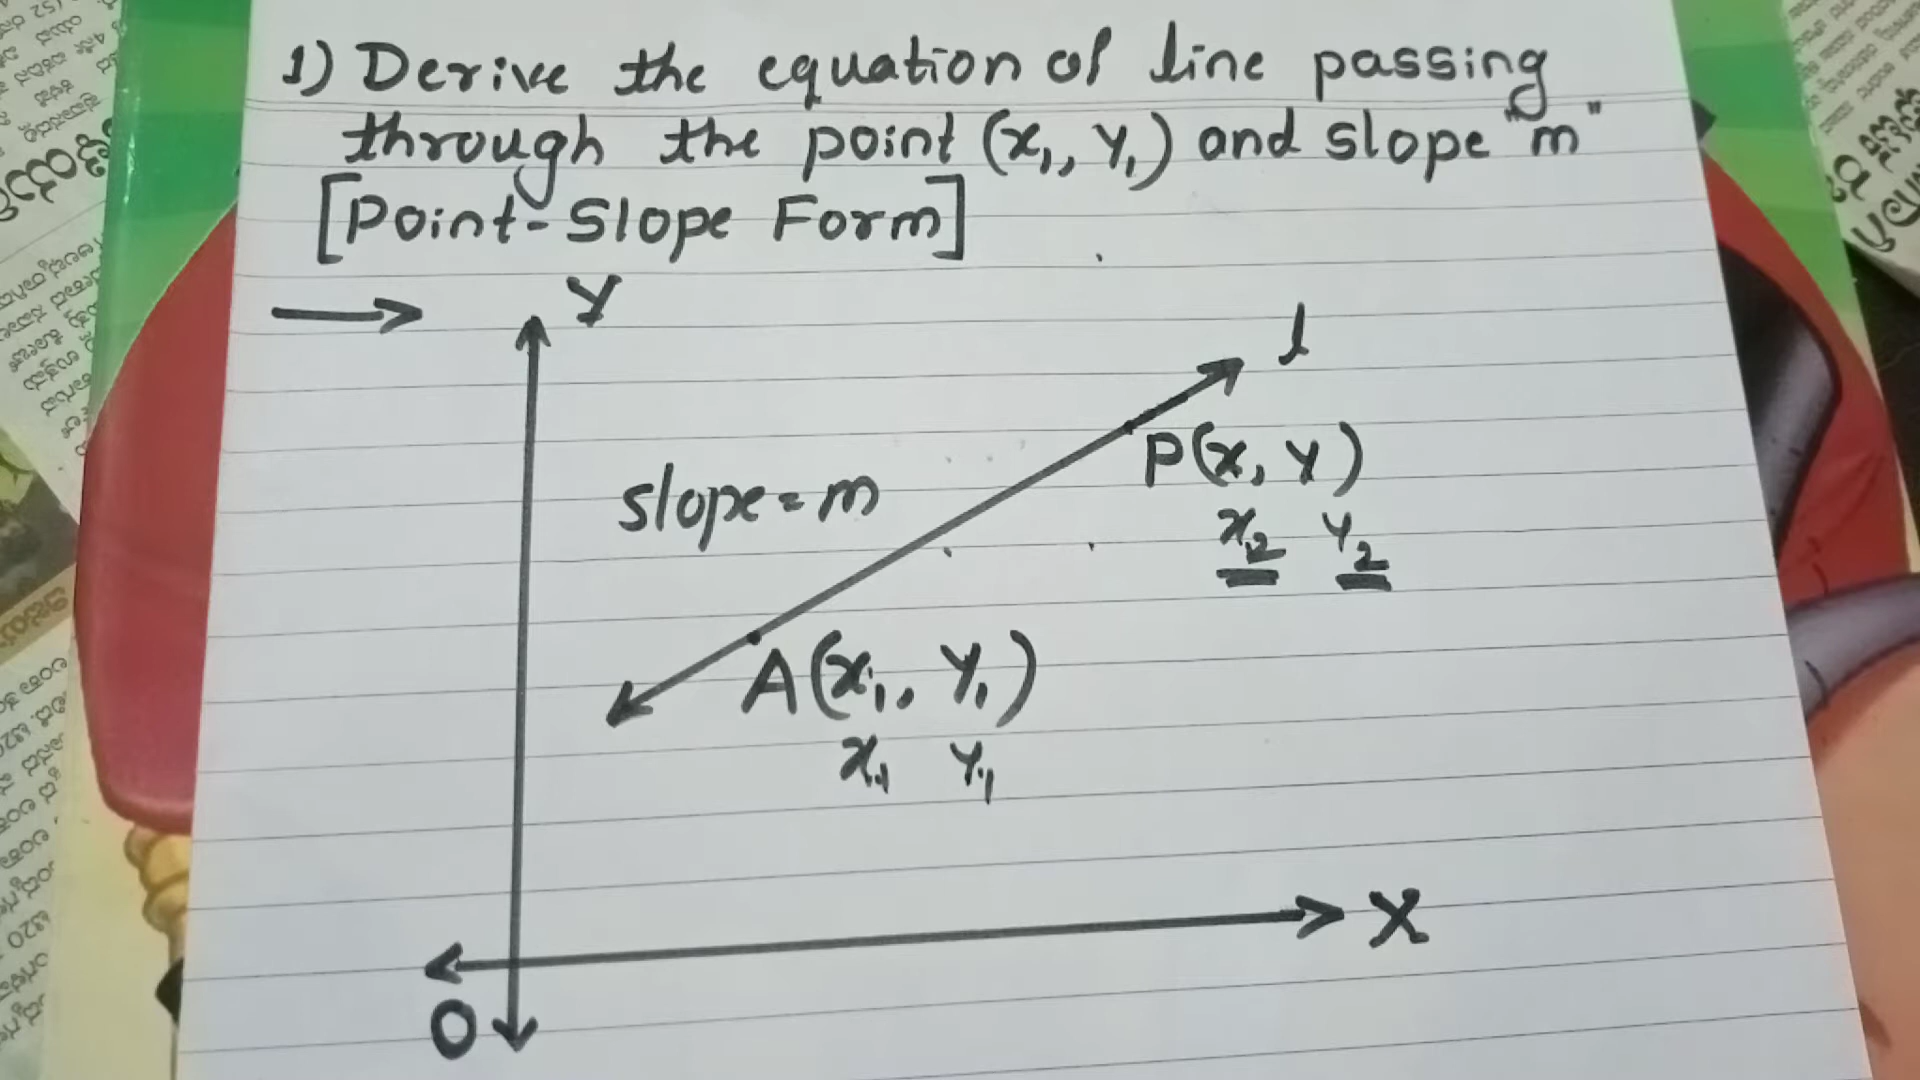 1) Derive the equation of line passing
through the point (x₁, y₁) and slope "m"
[Point-Slope Form]
Y
l
P(x, y)
slope = m
x₂ y₂
A(x₁, y₁)
x₁ y₁
X
O